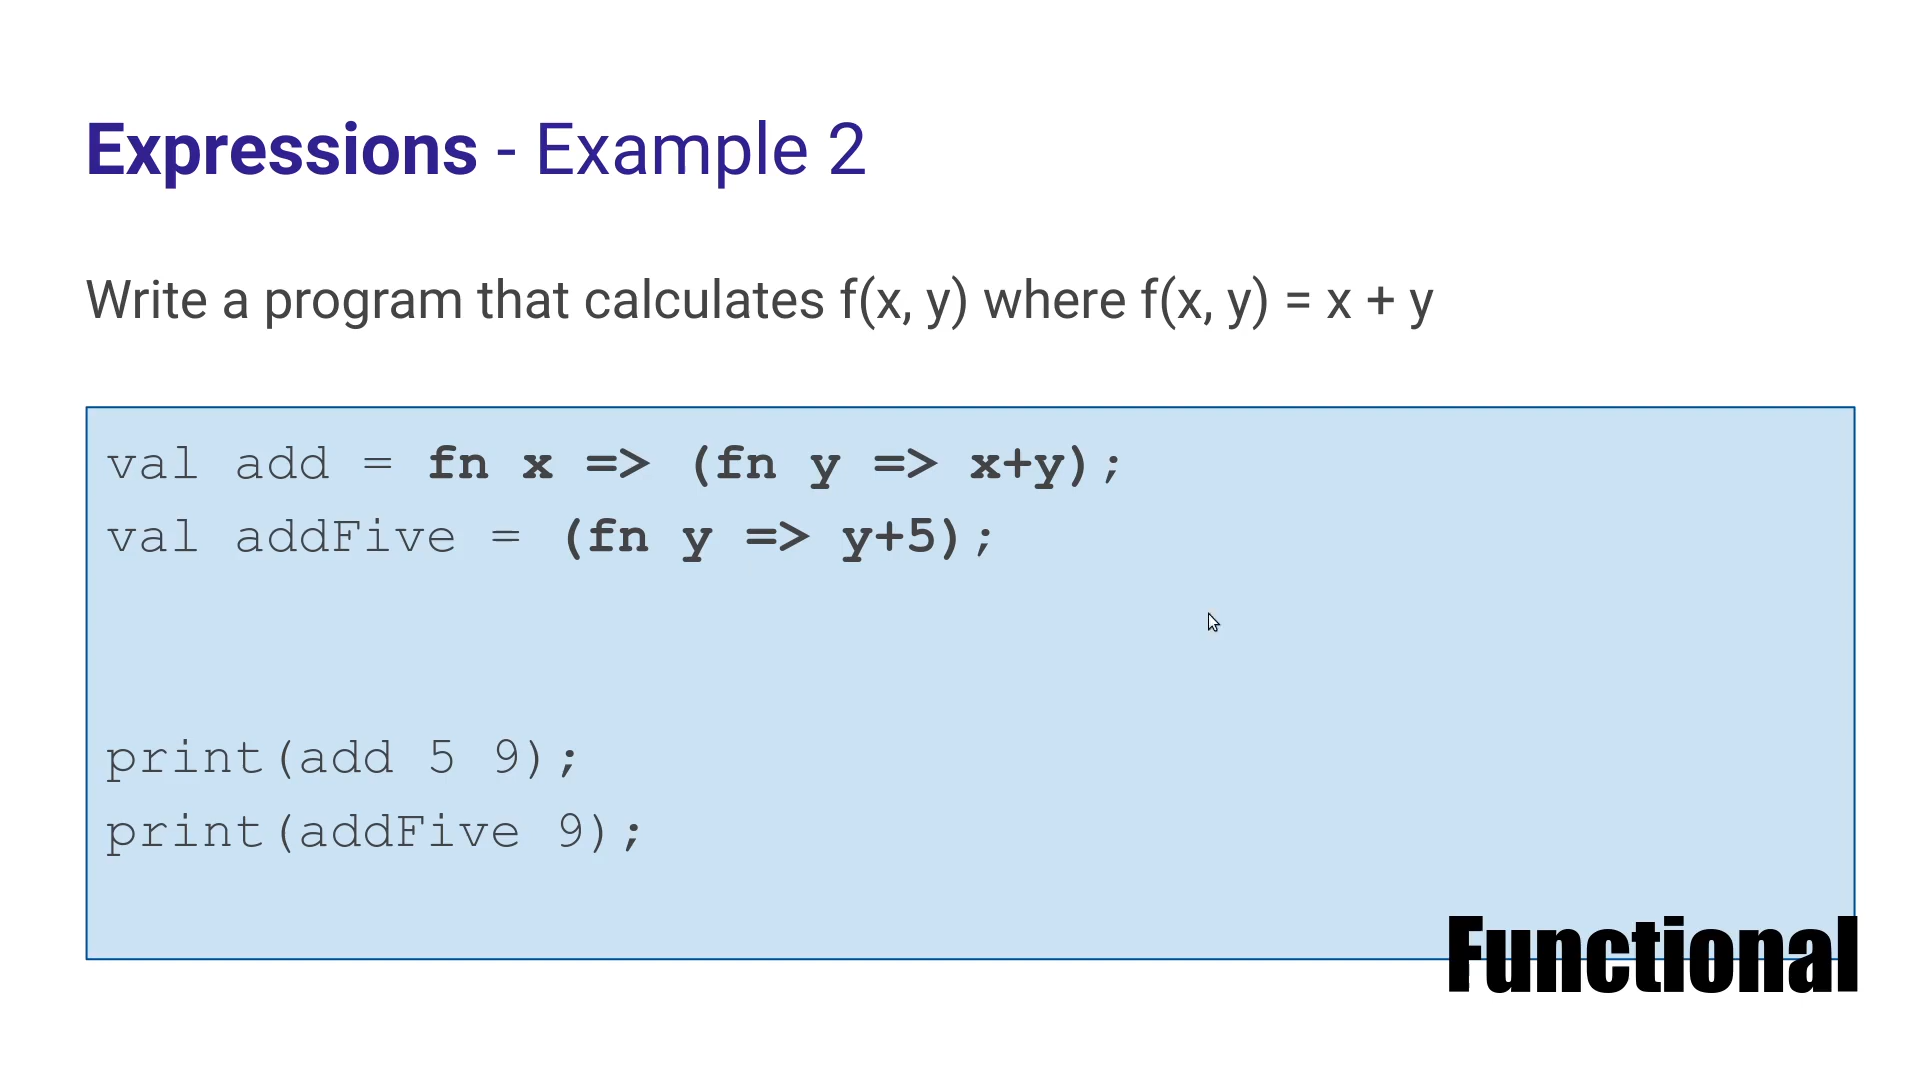 Expressions - Example 2
Write a program that calculates f(x, y) where f(x, y) = x + y
val add = fn x => (fn y => x+y);
val addFive = (fn y => y+5);
print(add 5 9);
print(addFive 9);
Functional